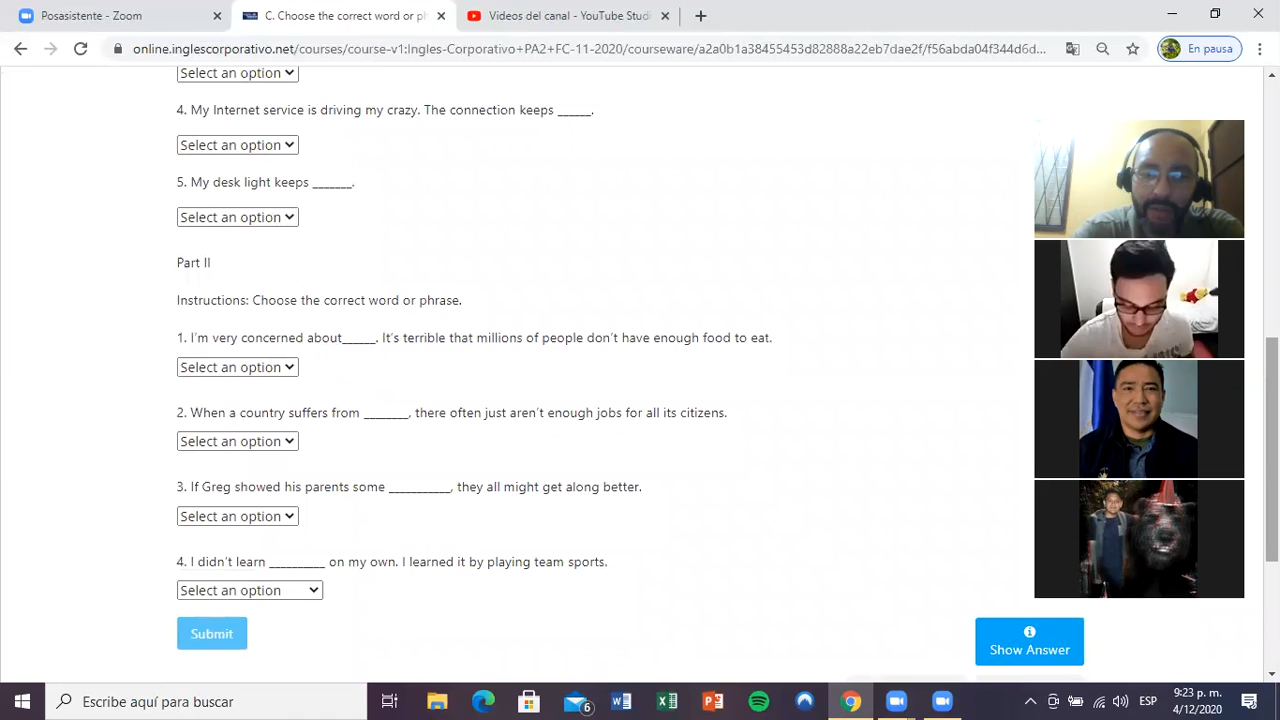 Posasistente - Zoom
C. Choose the correct word or ph
Videos del canal - YouTube Studi
online.inglescorporativo.net/courses/course-v1:Ingles-Corporativo+PA2+FC-11-2020/courseware/a2a0b1a38455453d82888a22eb7dae2f/f56abda04f344d6d...
En pausa
Select an option
4. My Internet service is driving my crazy. The connection keeps ______.
Select an option
5. My desk light keeps _______.
Select an option
Part II
Instructions: Choose the correct word or phrase.
1. I'm very concerned about______. It's terrible that millions of people don't have enough food to eat.
Select an option
2. When a country suffers from ________, there often just aren't enough jobs for all its citizens.
Select an option
3. If Greg showed his parents some ___________, they all might get along better.
Select an option
4. I didn't learn __________ on my own. I learned it by playing team sports.
Select an option
Submit
Show Answer
Escribe aquí para buscar
6
ESP
9:23 p. m.
4/12/2020